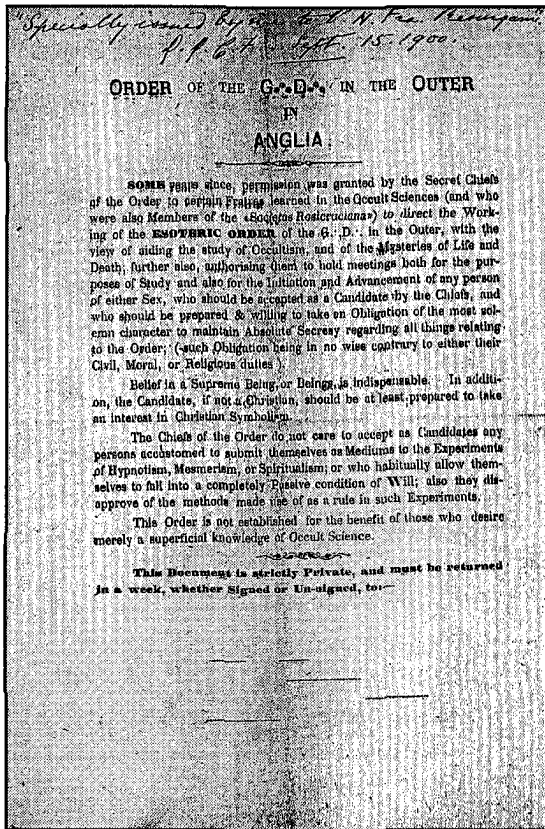 "Specially issued by me to V. H. Fra Resurgam.
Sept. 15. 1900.
ORDER OF THE G∴D∴ IN THE OUTER
IN
ANGLIA.
SOME years since, permission was granted by the Secret Chiefs
of the Order to certain Fratres learned in the Occult Sciences (and who
were also Members of the «Societas Rosicruciana») to direct the Work-
ing of the ESOTHRIC ORDER of the G∴D∴ in the Outer, with the
view of aiding the study of Occultism, and of the Mysteries of Life and
Death; further also, authorising them to hold meetings both for the pur-
poses of Study and also for the Initiation and Advancement of any person
of either Sex, who should be accepted as a Candidate by the Chiefs, and
who should be prepared & willing to take an Obligation of the most sol-
emn character to maintain Absolute Secresy regarding all things relating
to the Order; (such Obligation being in no wise contrary to either their
Civil, Moral, or Religious duties).
Belief in a Supreme Being, or Beings, is indispensable. In additi-
on, the Candidate, if not a Christian, should be at least prepared to take
an interest in Christian Symbolism.
The Chiefs of the Order do not care to accept as Candidates any
persons accustomed to submit themselves as Mediums to the Experiments
of Hypnotism, Mesmerism, or Spiritualism; or who habitually allow them-
selves to fall into a completely Passive condition of Will; also they dis-
approve of the methods made use of as a rule in such Experiments.
This Order is not established for the benefit of those who desire
merely a superficial knowledge of Occult Science.
This Document is strictly Private, and must be returned
in a week, whether Signed or Un-signed, to:—